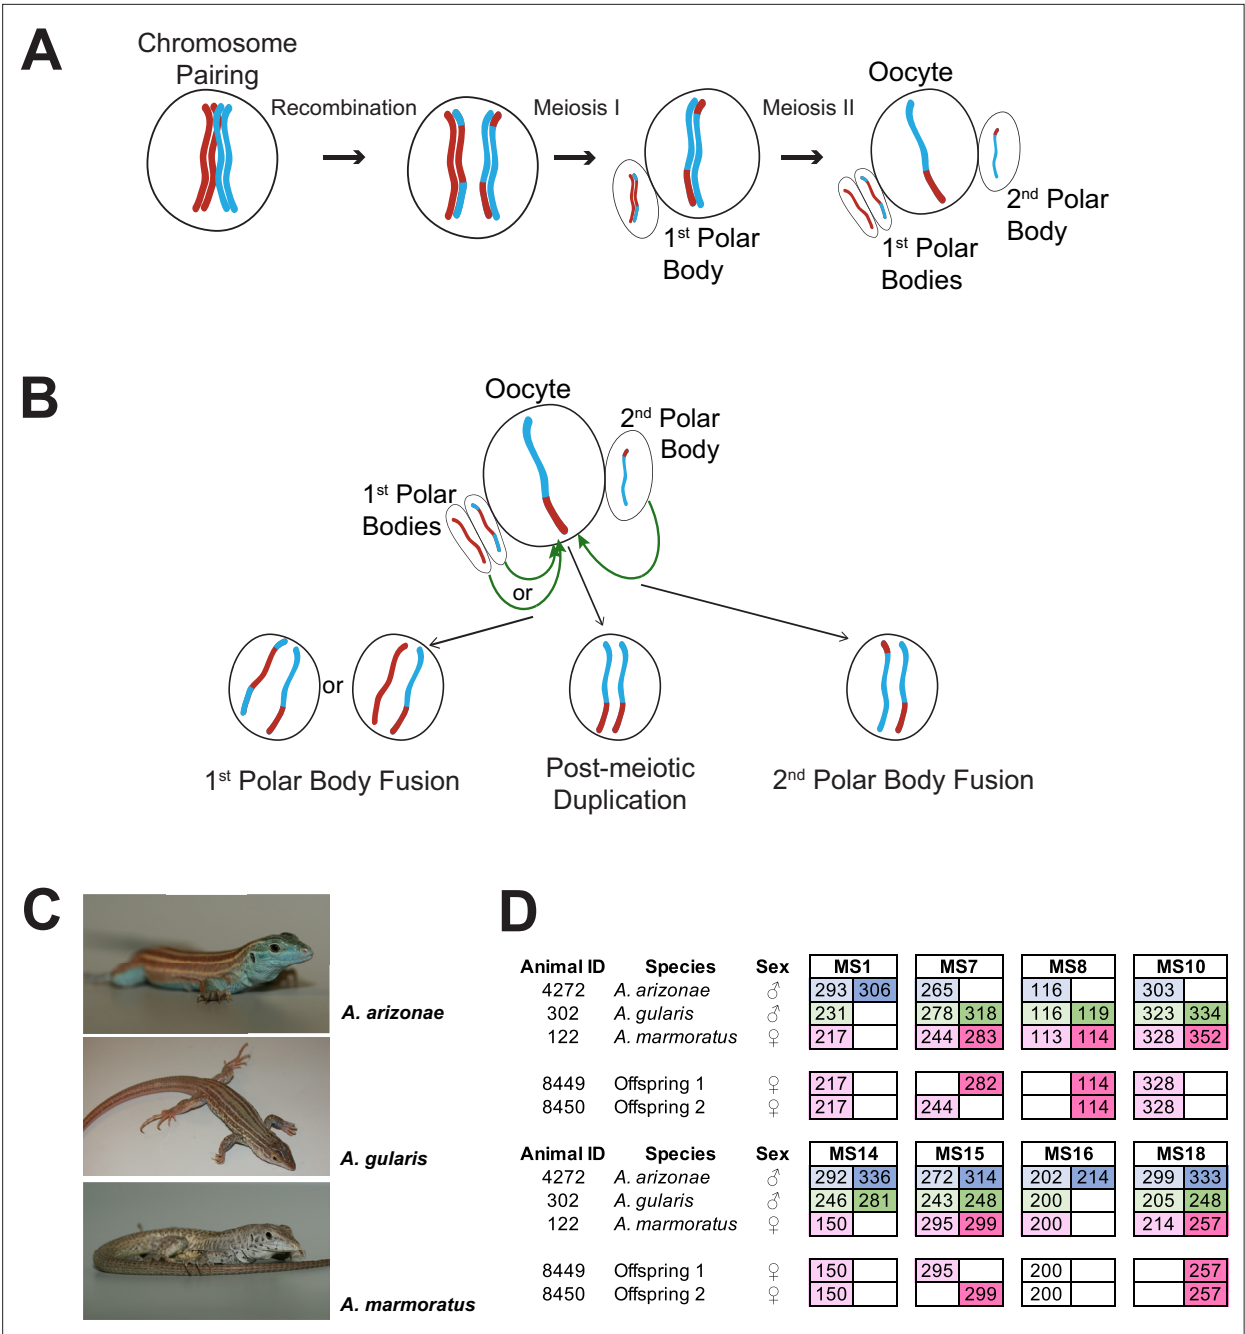 A
Chromosome
Pairing
Recombination
Meiosis I
Meiosis II
Oocyte
1st Polar
Body
1st Polar
Bodies
2nd Polar
Body
B
Oocyte
2nd Polar
Body
1st Polar
Bodies
or
or
1st Polar Body Fusion
Post-meiotic
Duplication
2nd Polar Body Fusion
C
A. arizonae
A. gularis
A. marmoratus
D
Animal ID Species Sex MS1 MS7 MS8 MS10
4272 A. arizonae ♂ 293 306 265 116 303
302 A. gularis ♂ 231 278 318 116 119 323 334
122 A. marmoratus ♀ 217 244 283 113 114 328 352
8449 Offspring 1 ♀ 217 282 114 328
8450 Offspring 2 ♀ 217 244 114 328
Animal ID Species Sex MS14 MS15 MS16 MS18
4272 A. arizonae ♂ 292 336 272 314 202 214 299 333
302 A. gularis ♂ 246 281 243 248 200 205 248
122 A. marmoratus ♀ 150 295 299 200 214 257
8449 Offspring 1 ♀ 150 295 200 257
8450 Offspring 2 ♀ 150 299 200 257